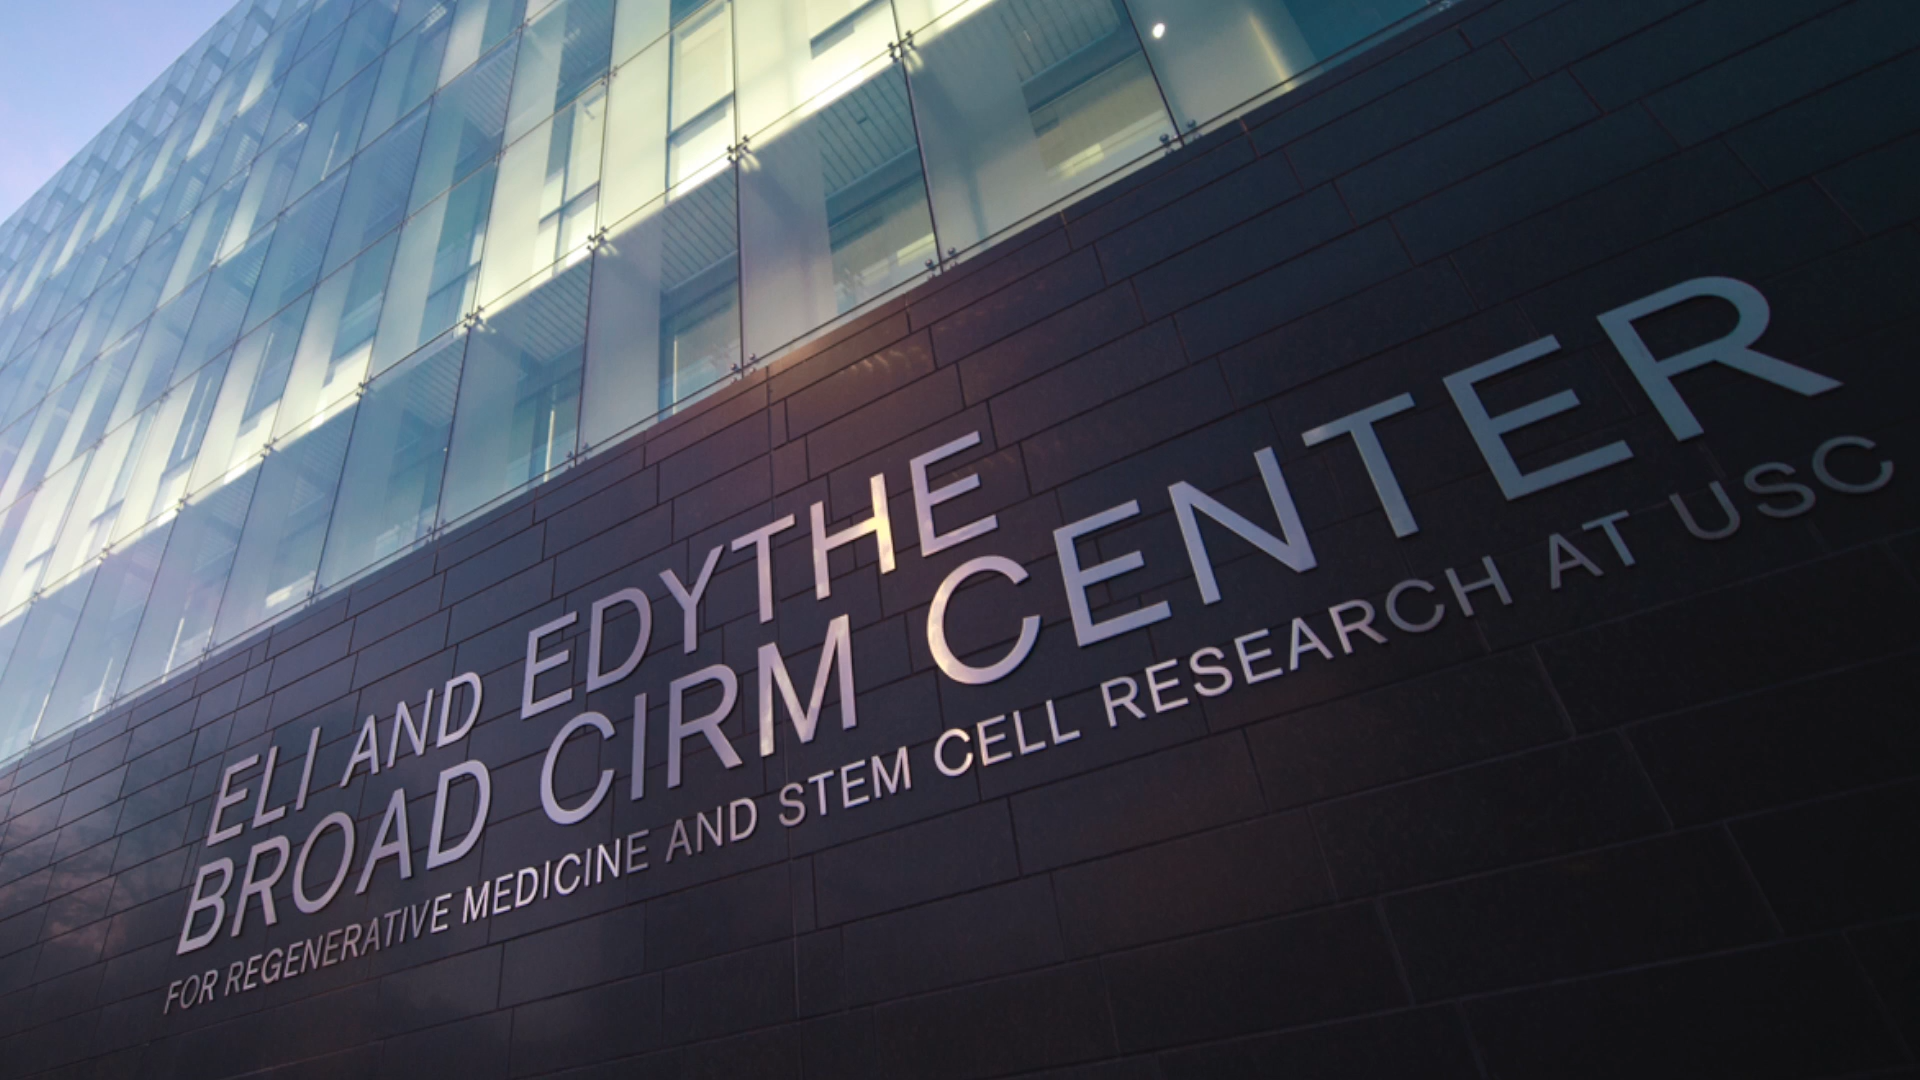 ELI AND EDYTHE
BROAD CIRM CENTER
FOR REGENERATIVE MEDICINE AND STEM CELL RESEARCH AT USC